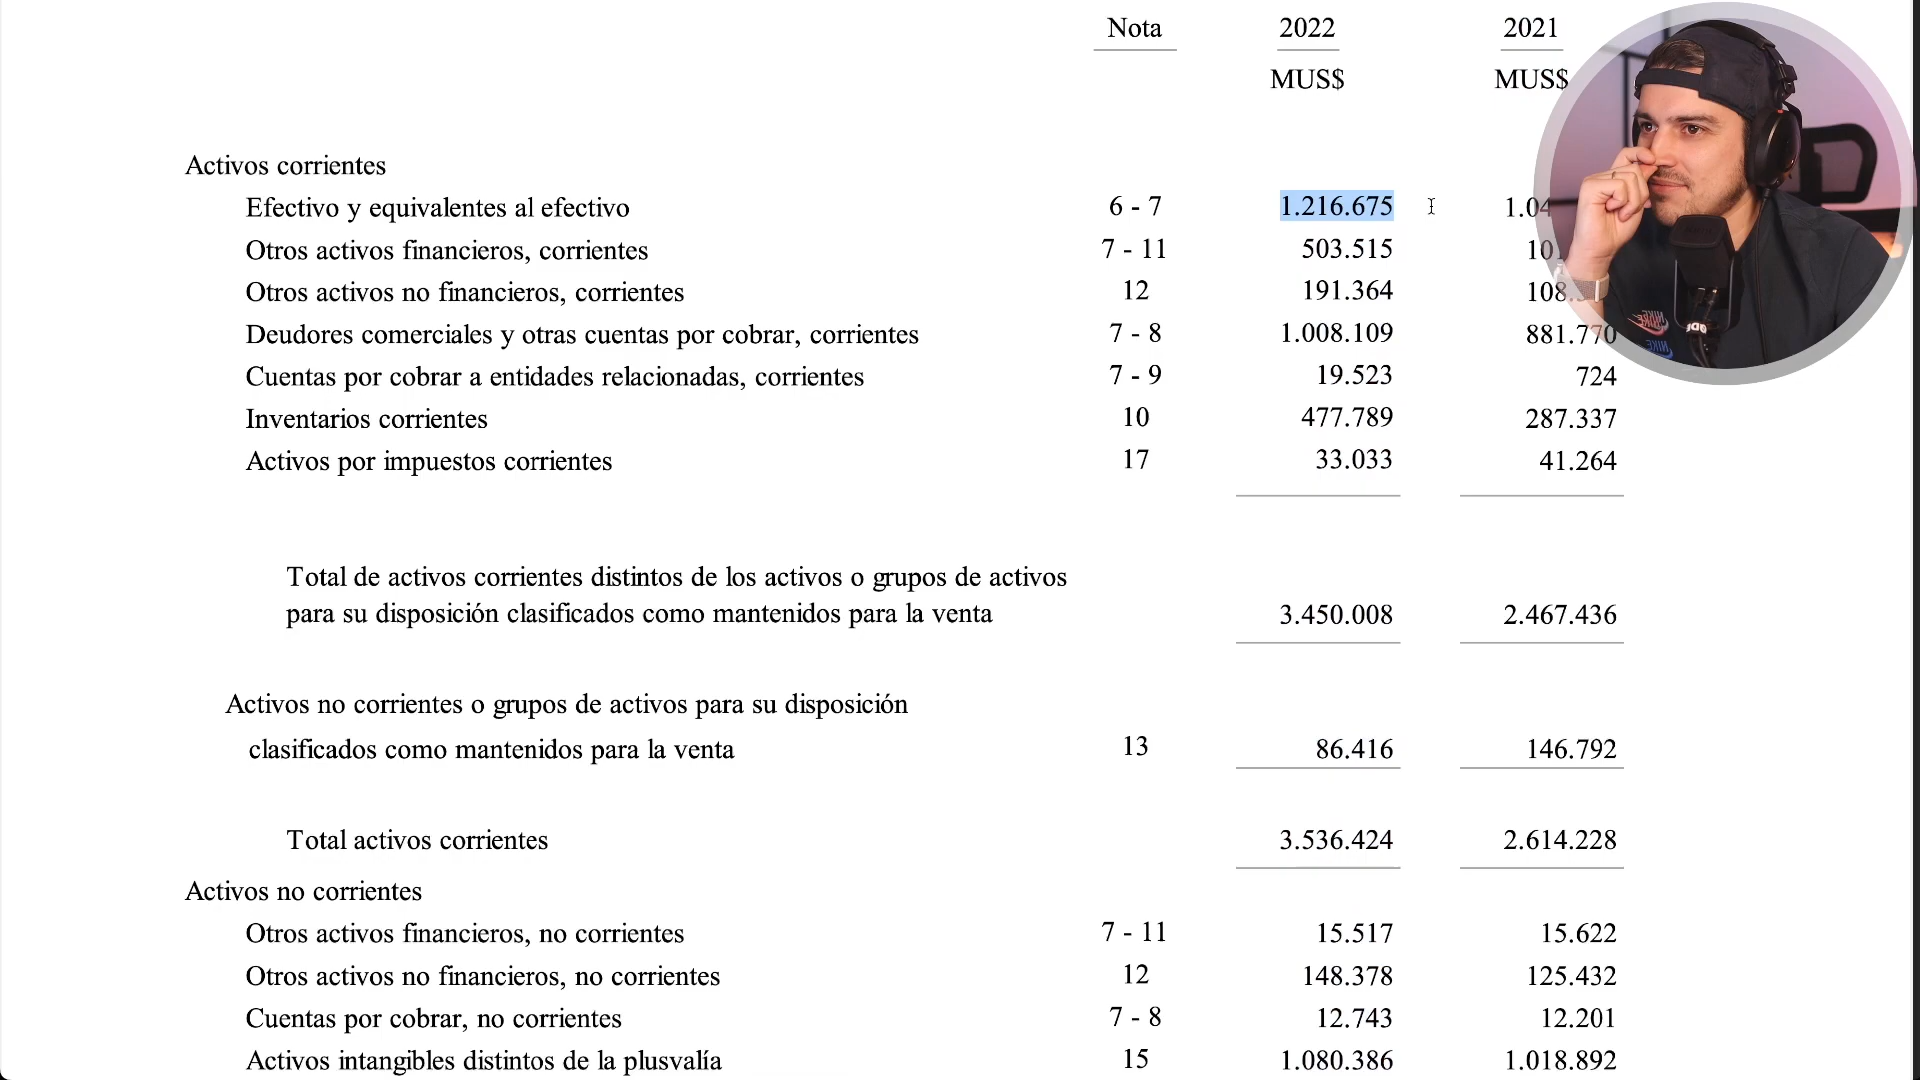 Nota 2022 2021
MUS$ MUS$
Activos corrientes
Efectivo y equivalentes al efectivo 6 - 7 1.216.675 1.04
Otros activos financieros, corrientes 7 - 11 503.515 101
Otros activos no financieros, corrientes 12 191.364 108.
Deudores comerciales y otras cuentas por cobrar, corrientes 7 - 8 1.008.109 881.770
Cuentas por cobrar a entidades relacionadas, corrientes 7 - 9 19.523 724
Inventarios corrientes 10 477.789 287.337
Activos por impuestos corrientes 17 33.033 41.264
Total de activos corrientes distintos de los activos o grupos de activos
para su disposición clasificados como mantenidos para la venta 3.450.008 2.467.436
Activos no corrientes o grupos de activos para su disposición
clasificados como mantenidos para la venta 13 86.416 146.792
Total activos corrientes 3.536.424 2.614.228
Activos no corrientes
Otros activos financieros, no corrientes 7 - 11 15.517 15.622
Otros activos no financieros, no corrientes 12 148.378 125.432
Cuentas por cobrar, no corrientes 7 - 8 12.743 12.201
Activos intangibles distintos de la plusvalía 15 1.080.386 1.018.892
NIKE
NIKE